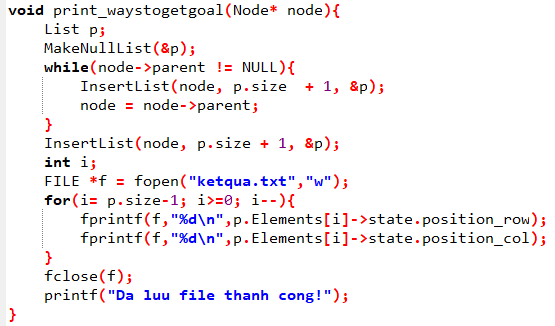 void print_waystogetgoal(Node* node){
    List p;
    MakeNullList(&p);
    while(node->parent != NULL){
        InsertList(node, p.size  + 1, &p);
        node = node->parent;
    }
    InsertList(node, p.size + 1, &p);
    int i;
    FILE *f = fopen("ketqua.txt","w");
    for(i= p.size-1; i>=0; i--){
        fprintf(f,"%d\n",p.Elements[i]->state.position_row);
        fprintf(f,"%d\n",p.Elements[i]->state.position_col);
    }
    fclose(f);
    printf("Da luu file thanh cong!");
}